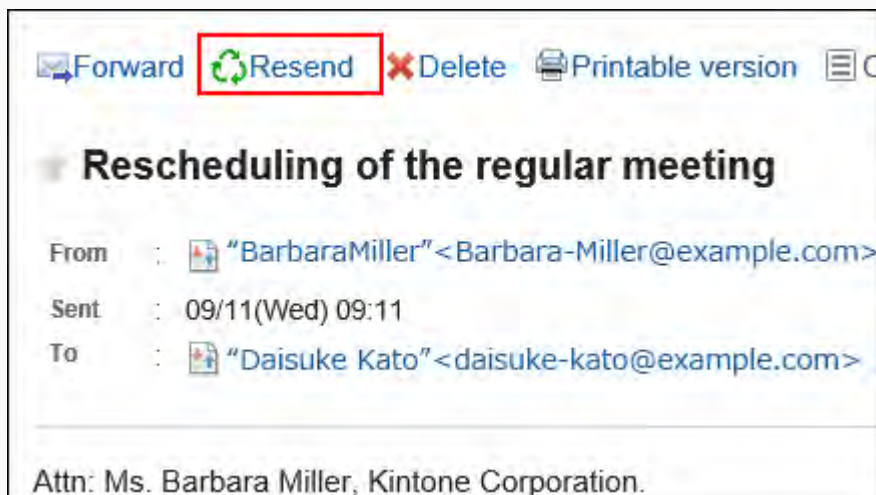 Forward Resend Delete Printable version
Rescheduling of the regular meeting
From : "BarbaraMiller"<Barbara-Miller@example.com>
Sent : 09/11(Wed) 09:11
To : "Daisuke Kato"<daisuke-kato@example.com>
Attn: Ms. Barbara Miller, Kintone Corporation.